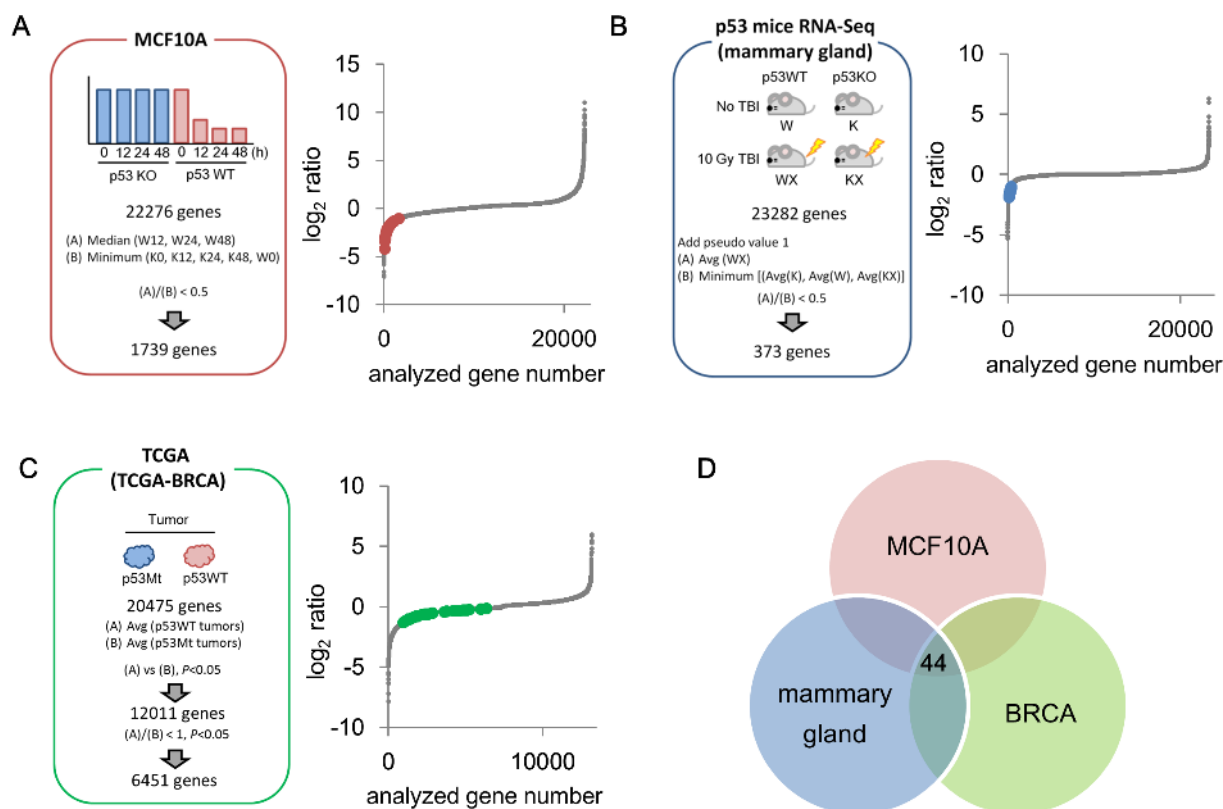 A
MCF10A
0 12 24 48 0 12 24 48 (h)
p53 KO p53 WT
22276 genes
(A) Median (W12, W24, W48)
(B) Minimum (K0, K12, K24, K48, W0)
(A)/(B) < 0.5
1739 genes
log2 ratio
15
10
5
0
-5
-10
0 20000
analyzed gene number
B
p53 mice RNA-Seq
(mammary gland)
p53WT p53KO
No TBI
W K
10 Gy TBI
WX KX
23282 genes
Add pseudo value 1
(A) Avg (WX)
(B) Minimum [(Avg(K), Avg(W), Avg(KX)]
(A)/(B) < 0.5
373 genes
log2 ratio
10
5
0
-5
-10
0 20000
analyzed gene number
C
TCGA
(TCGA-BRCA)
Tumor
p53Mt p53WT
20475 genes
(A) Avg (p53WT tumors)
(B) Avg (p53Mt tumors)
(A) vs (B), P<0.05
12011 genes
(A)/(B) < 1, P<0.05
6451 genes
log2 ratio
10
5
0
-5
-10
0 10000
analyzed gene number
D
MCF10A
44
mammary
gland
BRCA